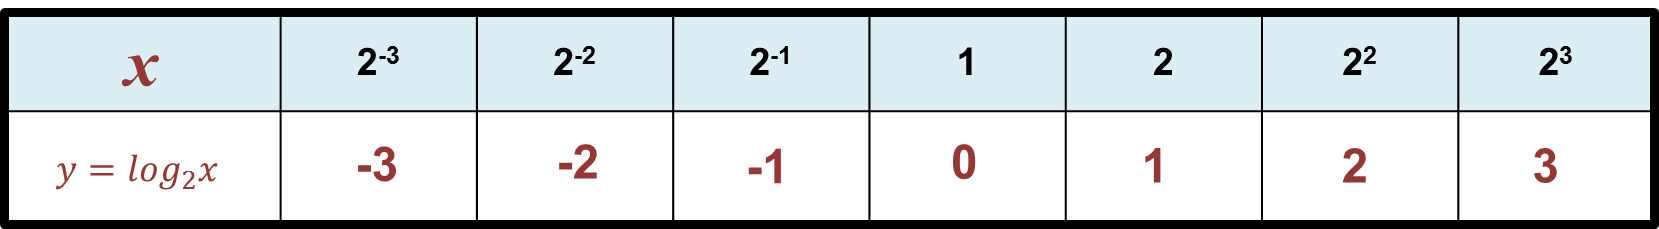 x 2⁻³ 2⁻² 2⁻¹ 1 2 2² 2³
y = log₂x -3 -2 -1 0 1 2 3